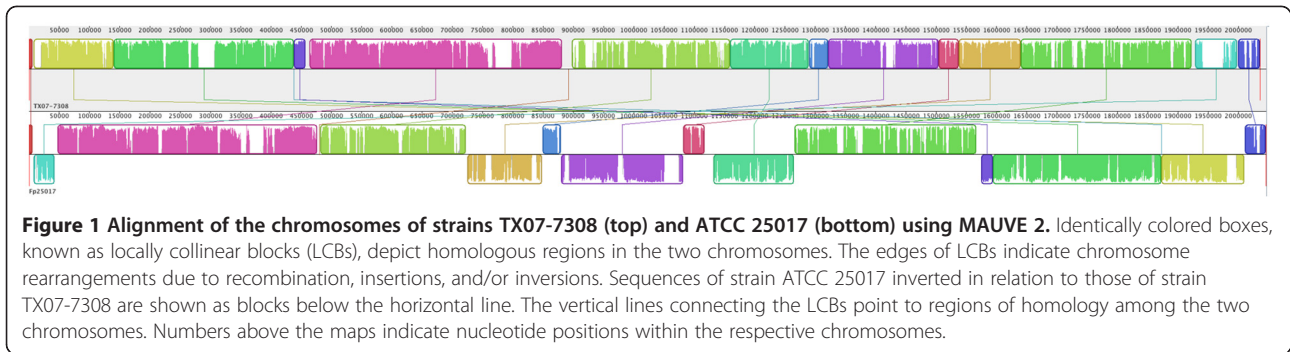 50000 100000 150000 200000 250000 300000 350000 400000 450000 500000 550000 600000 650000 700000 750000 800000 850000 900000 950000 1000000 1050000 1100000 1150000 1200000 1250000 1300000 1350000 1400000 1450000 1500000 1550000 1600000 1650000 1700000 1750000 1800000 1850000 1900000 1950000 2000000
TX07-7308
50000 100000 150000 200000 250000 300000 350000 400000 450000 500000 550000 600000 650000 700000 750000 800000 850000 900000 950000 1000000 1050000 1100000 1150000 1200000 1250000 1300000 1350000 1400000 1450000 1500000 1550000 1600000 1650000 1700000 1750000 1800000 1850000 1900000 1950000 2000000
Fp25017
Figure 1 Alignment of the chromosomes of strains TX07-7308 (top) and ATCC 25017 (bottom) using MAUVE 2. Identically colored boxes,
known as locally collinear blocks (LCBs), depict homologous regions in the two chromosomes. The edges of LCBs indicate chromosome
rearrangements due to recombination, insertions, and/or inversions. Sequences of strain ATCC 25017 inverted in relation to those of strain
TX07-7308 are shown as blocks below the horizontal line. The vertical lines connecting the LCBs point to regions of homology among the two
chromosomes. Numbers above the maps indicate nucleotide positions within the respective chromosomes.